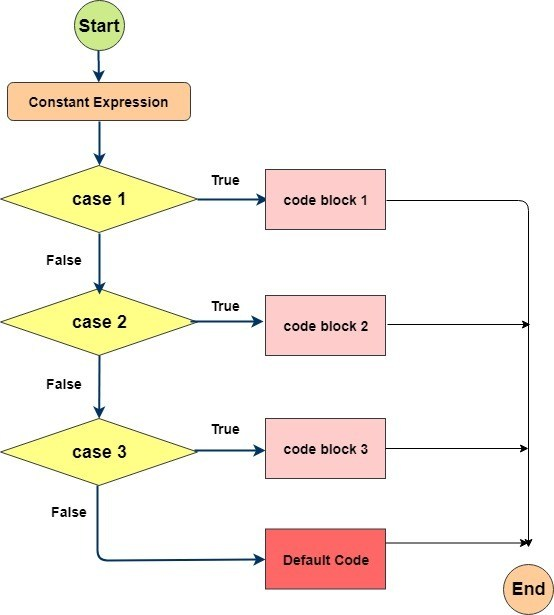 Start
Constant Expression
case 1
True
code block 1
False
case 2
True
code block 2
False
case 3
True
code block 3
False
Default Code
End